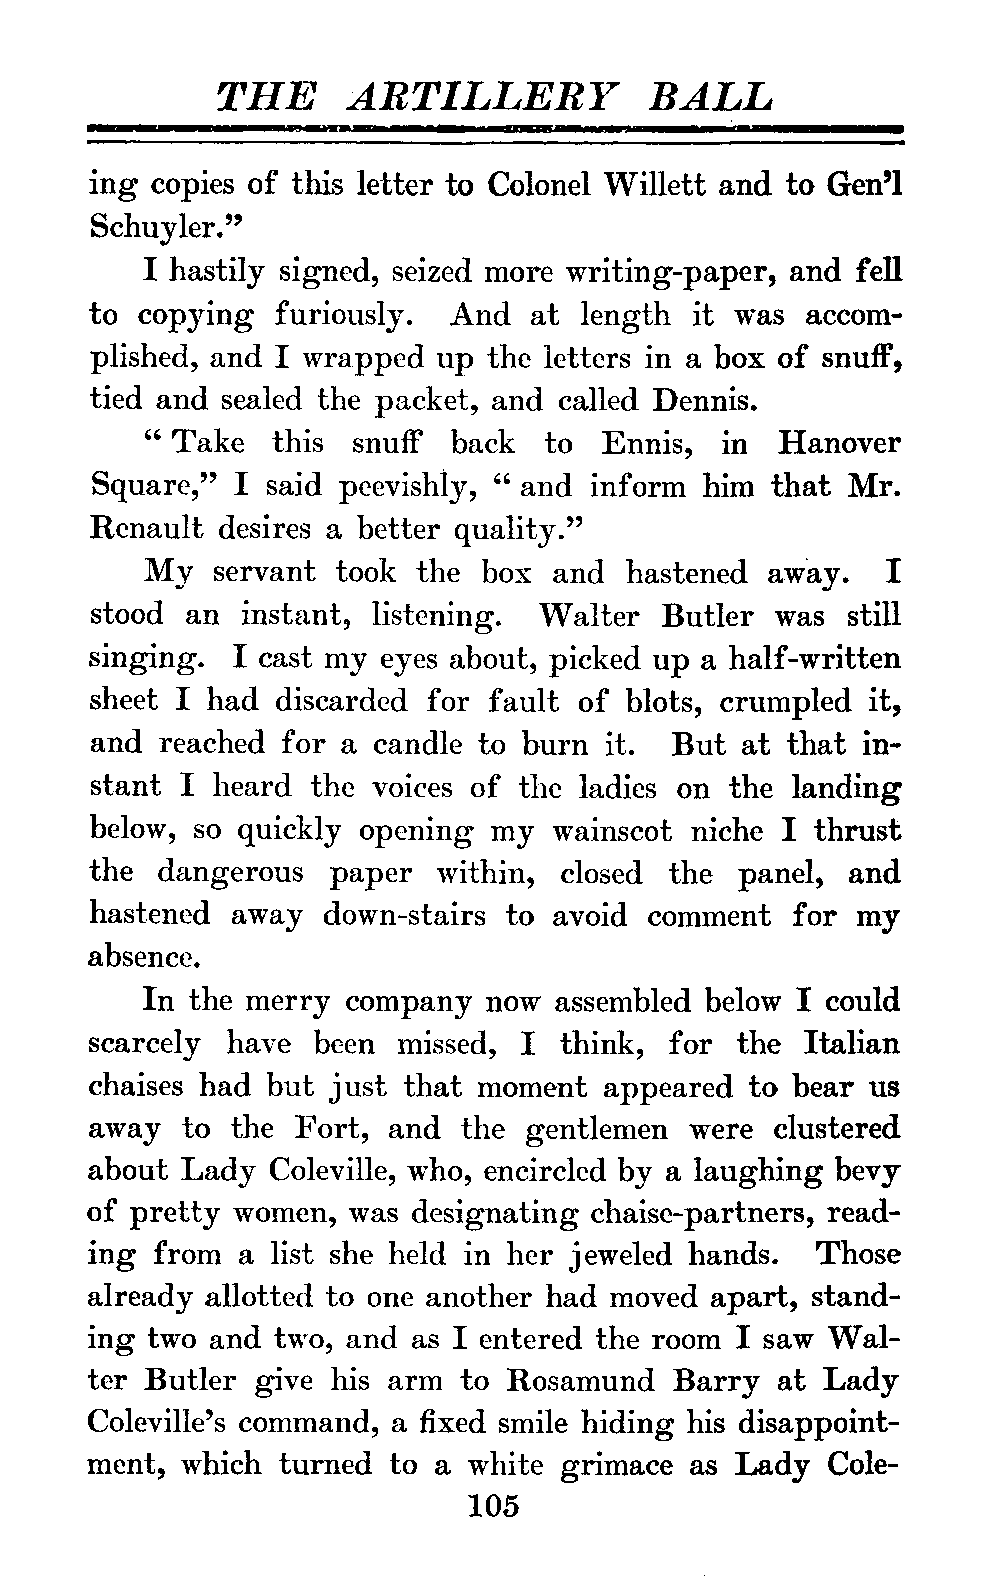 THE ARTILLERY BALL
ing copies of this letter to Colonel Willett and to Gen’l
Schuyler.”
I hastily signed, seized more writing-paper, and fell
to copying furiously. And at length it was accom-
plished, and I wrapped up the letters in a box of snuff,
tied and sealed the packet, and called Dennis.
“ Take this snuff back to Ennis, in Hanover
Square,” I said peevishly, “ and inform him that Mr.
Renault desires a better quality.”
My servant took the box and hastened away. I
stood an instant, listening. Walter Butler was still
singing. I cast my eyes about, picked up a half-written
sheet I had discarded for fault of blots, crumpled it,
and reached for a candle to burn it. But at that in-
stant I heard the voices of the ladies on the landing
below, so quickly opening my wainscot niche I thrust
the dangerous paper within, closed the panel, and
hastened away down-stairs to avoid comment for my
absence.
In the merry company now assembled below I could
scarcely have been missed, I think, for the Italian
chaises had but just that moment appeared to bear us
away to the Fort, and the gentlemen were clustered
about Lady Coleville, who, encircled by a laughing bevy
of pretty women, was designating chaise-partners, read-
ing from a list she held in her jeweled hands. Those
already allotted to one another had moved apart, stand-
ing two and two, and as I entered the room I saw Wal-
ter Butler give his arm to Rosamund Barry at Lady
Coleville’s command, a fixed smile hiding his disappoint-
ment, which turned to a white grimace as Lady Cole-
105